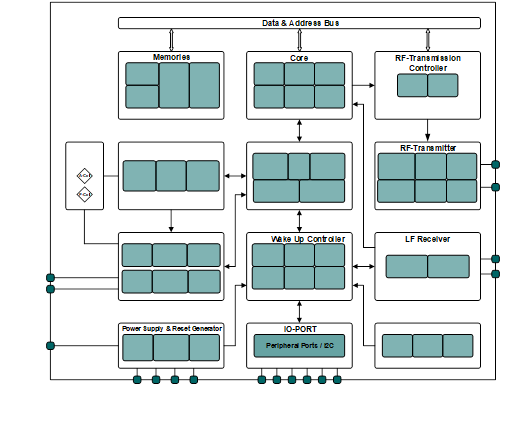 Data & Address Bus
Memories
Core
RF-Transmission
Controller
RF-Transmitter
Wake Up Controller
LF Receiver
Power Supply & Reset Generator
IO-PORT
Peripheral Ports / I2C